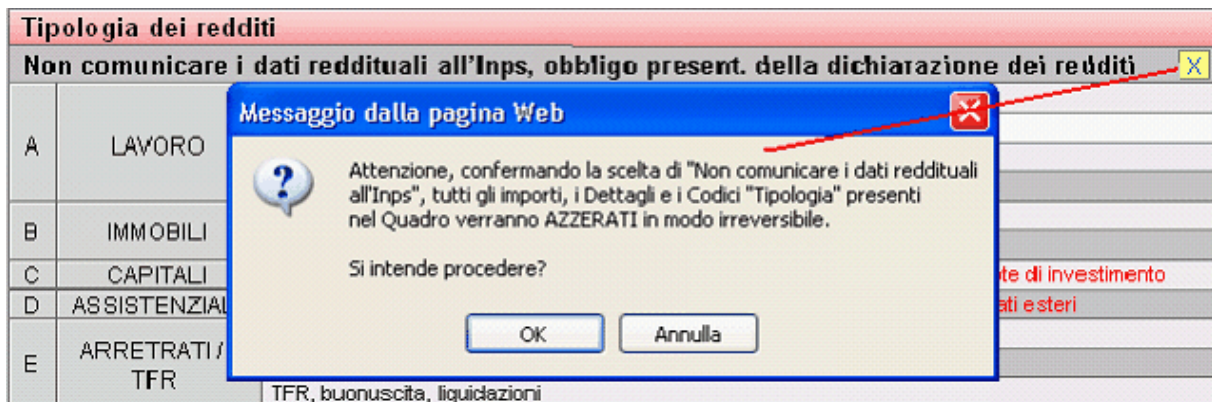 Tipologia dei redditi
Non comunicare i dati reddituali all'Inps, obbligo present. della dichiarazione dei redditi X
Messaggio dalla pagina Web
A LAVORO
Attenzione, confermando la scelta di "Non comunicare i dati reddituali
all'Inps", tutti gli importi, i Dettagli e i Codici "Tipologia" presenti
nel Quadro verranno AZZERATI in modo irreversibile.
B IMMOBILI
Si intende procedere?
C CAPITALI di investimento
D esteri
OK Annulla
E ARRETRATI /
TFR
TFR, buonuscita, liquidazioni